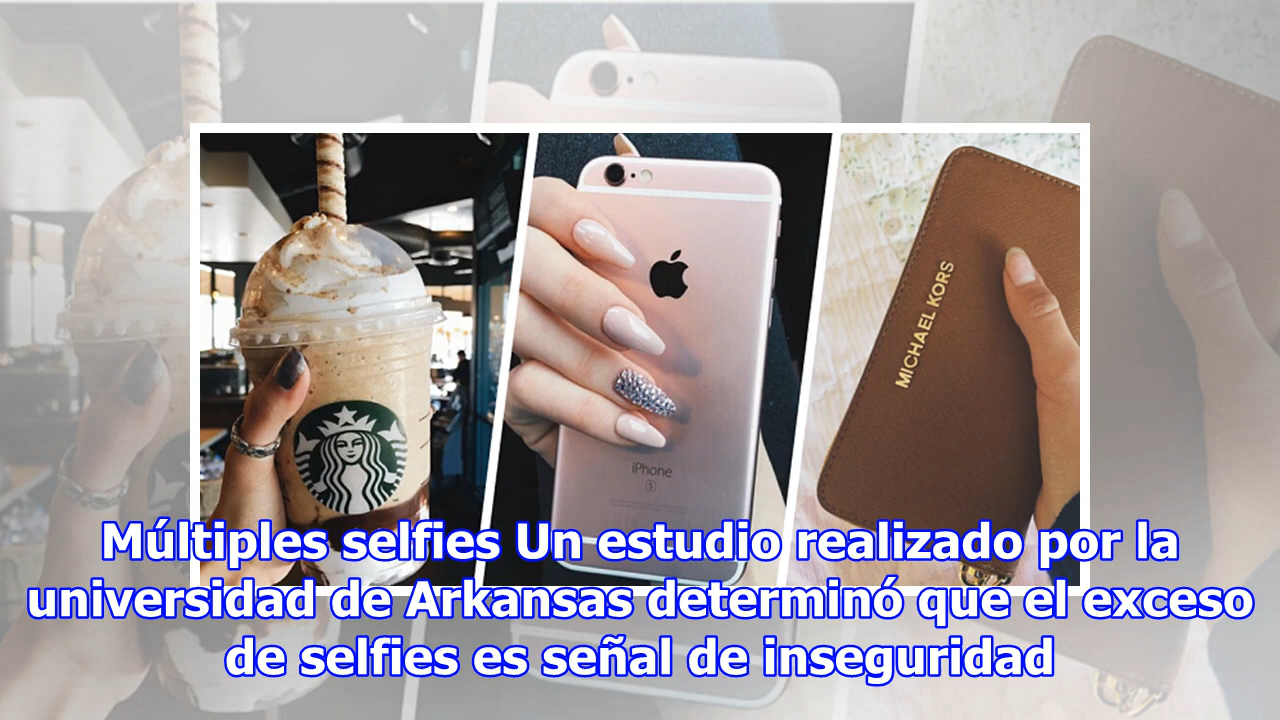 MICHAEL KORS
iPhone
S
Múltiples selfies Un estudio realizado por la
universidad de Arkansas determinó que el exceso
de selfies es señal de inseguridad